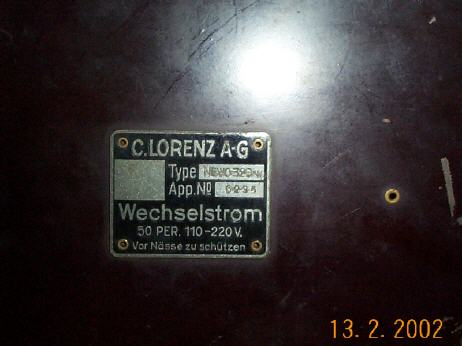 C. LORENZ A-G
Type
App. №
Wechselstrom
50 PER. 110-220 V.
Vor Nässe zu schützen
13. 2. 2002